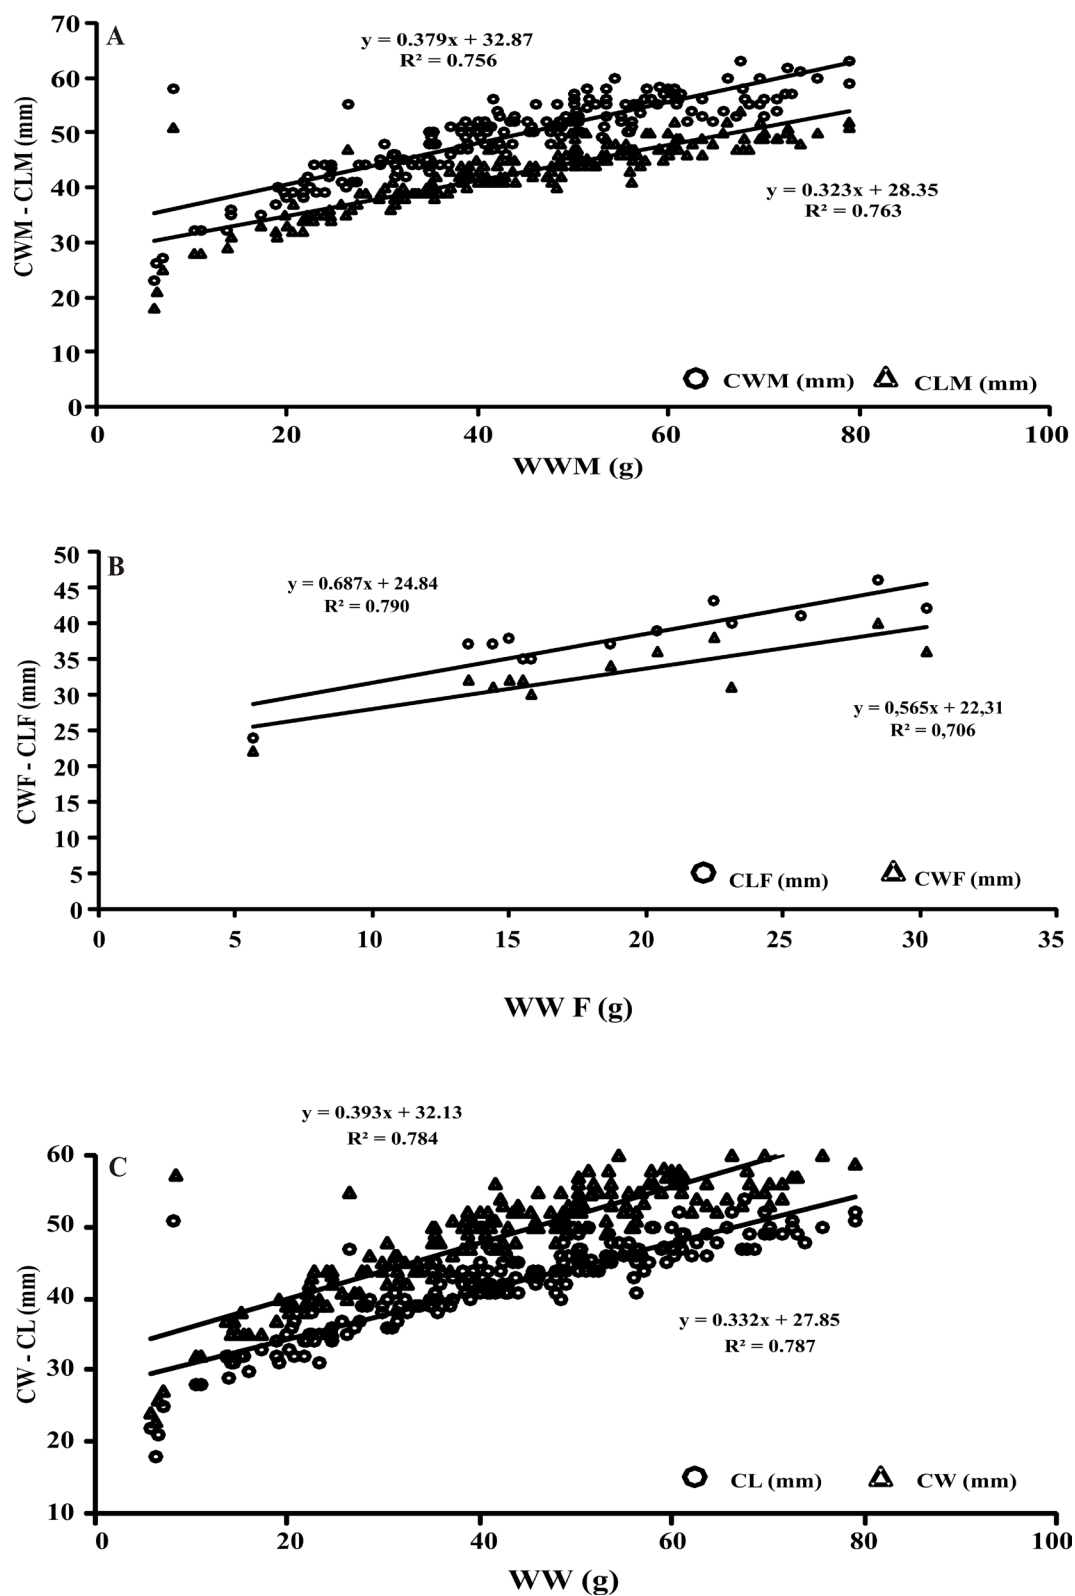 A
y = 0.379x + 32.87
R² = 0.756
70
60
50
40
30
20
10
0
CWM - CLM (mm)
y = 0.323x + 28.35
R² = 0.763
CWM (mm) CLM (mm)
0 20 40 60 80 100
WWM (g)
B
y = 0.687x + 24.84
R² = 0.790
50
45
40
35
30
25
20
15
10
5
0
CWF - CLF (mm)
y = 0,565x + 22,31
R² = 0,706
CLF (mm) CWF (mm)
0 5 10 15 20 25 30 35
WW F (g)
C
y = 0.393x + 32.13
R² = 0.784
60
50
40
30
20
10
CW - CL (mm)
y = 0.332x + 27.85
R² = 0.787
CL (mm) CW (mm)
0 20 40 60 80 100
WW (g)